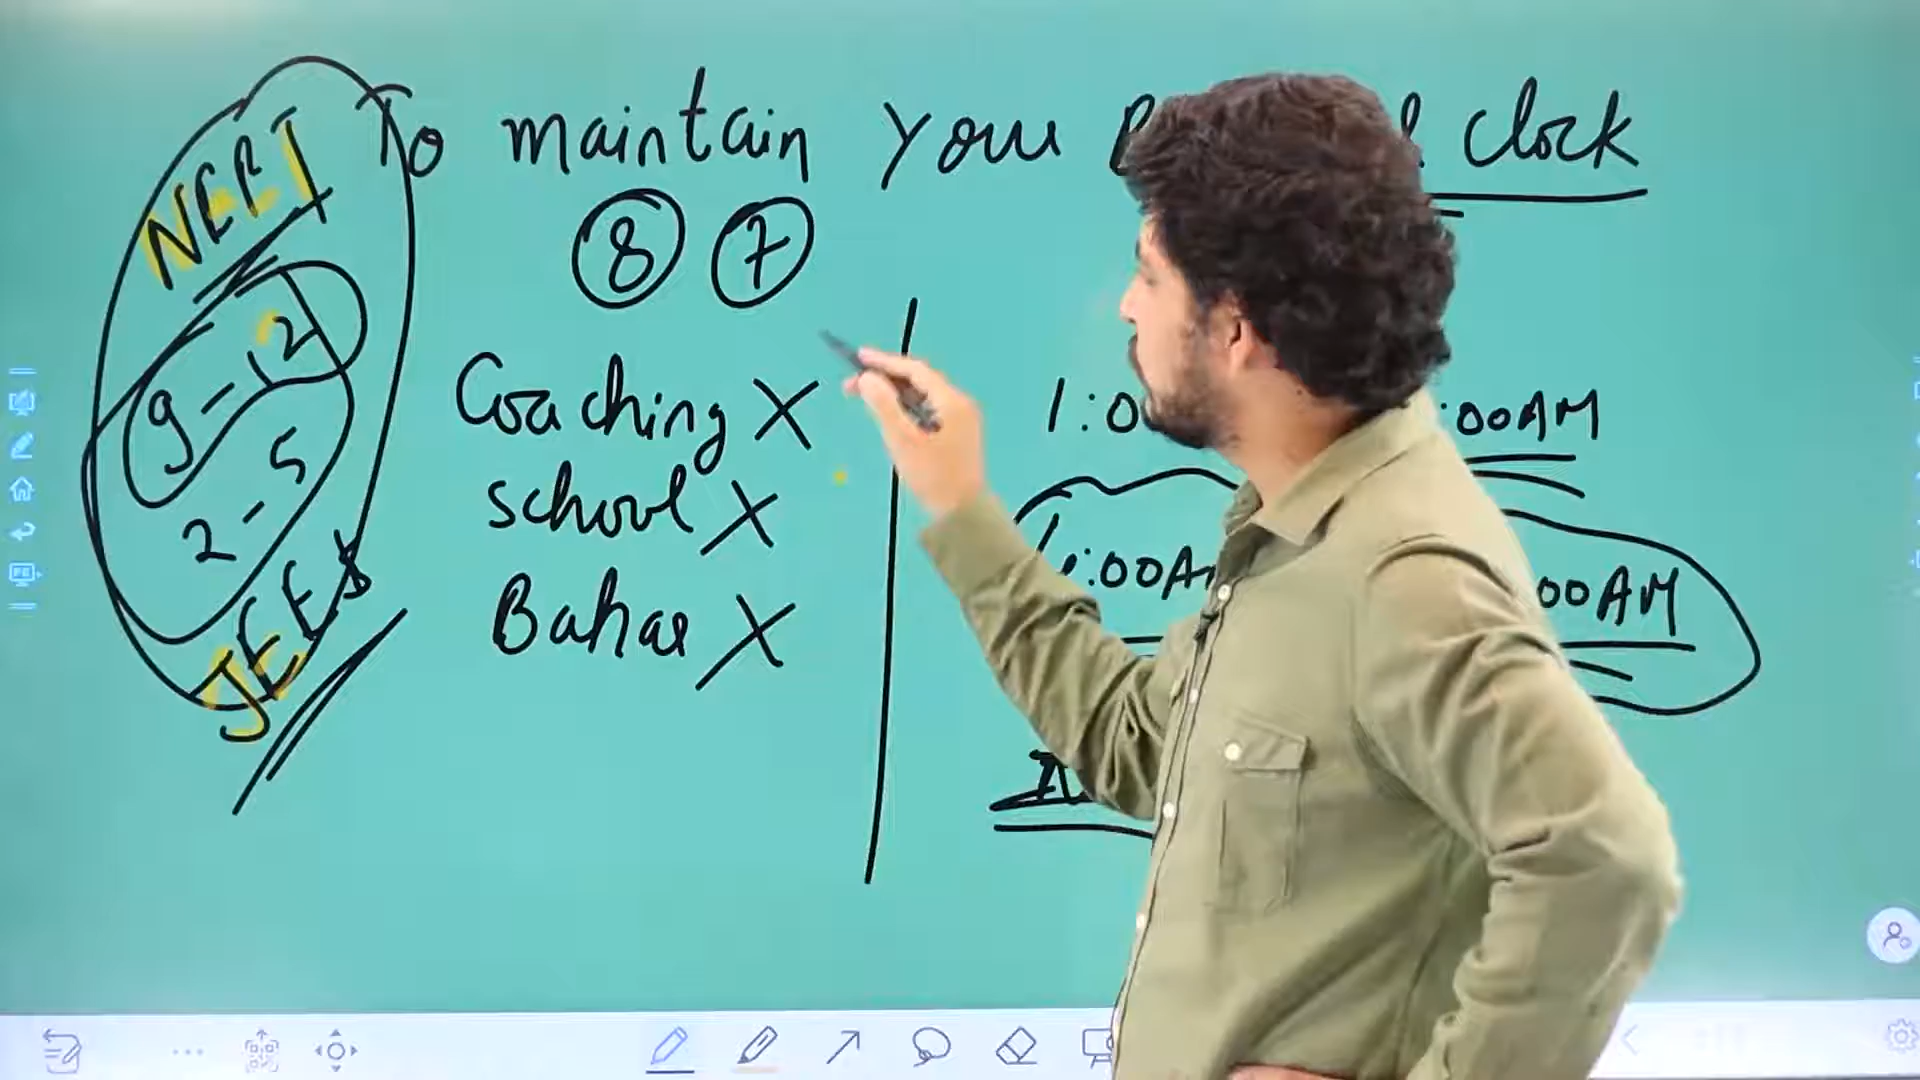 To maintain your clock
NEET
8 7
9-12
Coaching X
1:0 :00AM
2-5
school X
:00A 00AM
JEE
Bahar X